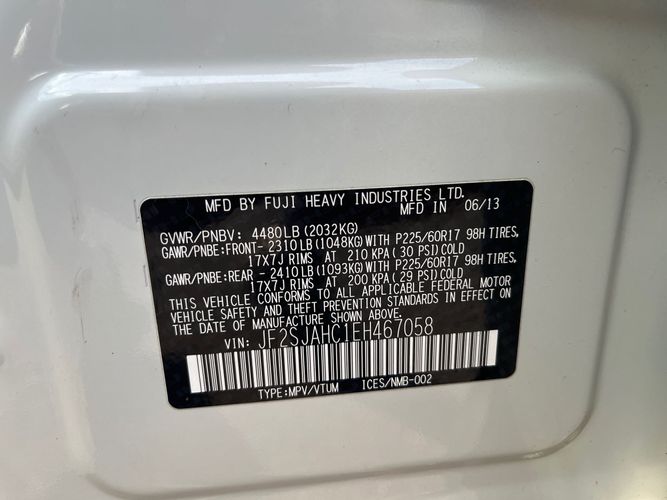 MFD BY FUJI HEAVY INDUSTRIES LTD.
MFD IN 06/13
GVWR/PNBV: 4480LB (2032KG)
GAWR/PNBE:FRONT- 2310LB(1048KG)WITH P225/60R17 98H TIRES,
17X7J RIMS AT 210 KPA (30 PSI)COLD
GAWR/PNBE:REAR - 2410LB(1093KG)WITH P225/60R17 98H TIRES,
17X7J RIMS AT 200 KPA (29 PSI)COLD
THIS VEHICLE CONFORMS TO ALL APPLICABLE FEDERAL MOTOR
VEHICLE SAFETY AND THEFT PREVENTION STANDARDS IN EFFECT ON
THE DATE OF MANUFACTURE SHOWN ABOVE.
VIN: JF2SJAHC1EH467058
TYPE:MPV/VTUM ICES/NMB-002